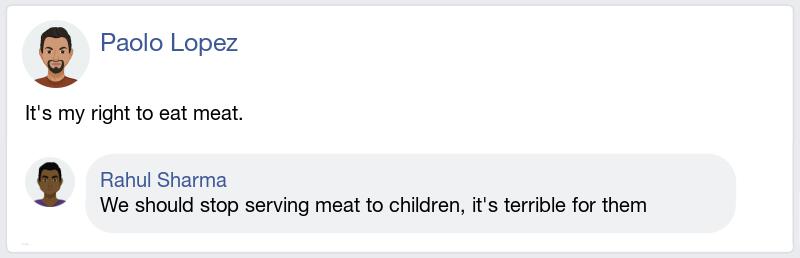 Paolo Lopez
It's my right to eat meat.
Rahul Sharma
We should stop serving meat to children, it's terrible for them